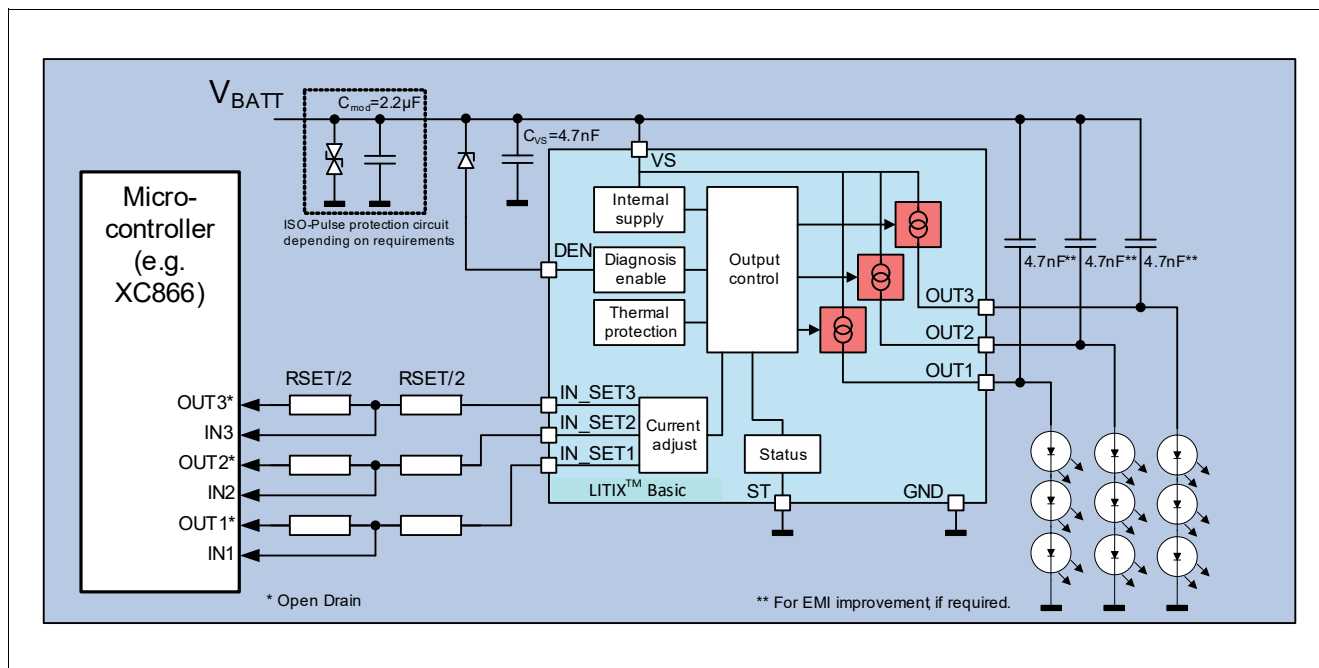 VBATT
Cmod=2.2µF
CVS=4.7nF
ISO-Pulse protection circuit
depending on requirements
Micro-
controller
(e.g.
XC866)
VS
Internal
supply
DEN
Diagnosis
enable
Thermal
protection
Output
control
4.7nF** 4.7nF** 4.7nF**
OUT3
OUT2
OUT1
RSET/2 RSET/2
OUT3*
IN3
OUT2*
IN2
OUT1*
IN1
IN_SET3
IN_SET2
IN_SET1
Current
adjust
Status
LITIX™ Basic
ST
GND
* Open Drain
** For EMI improvement, if required.